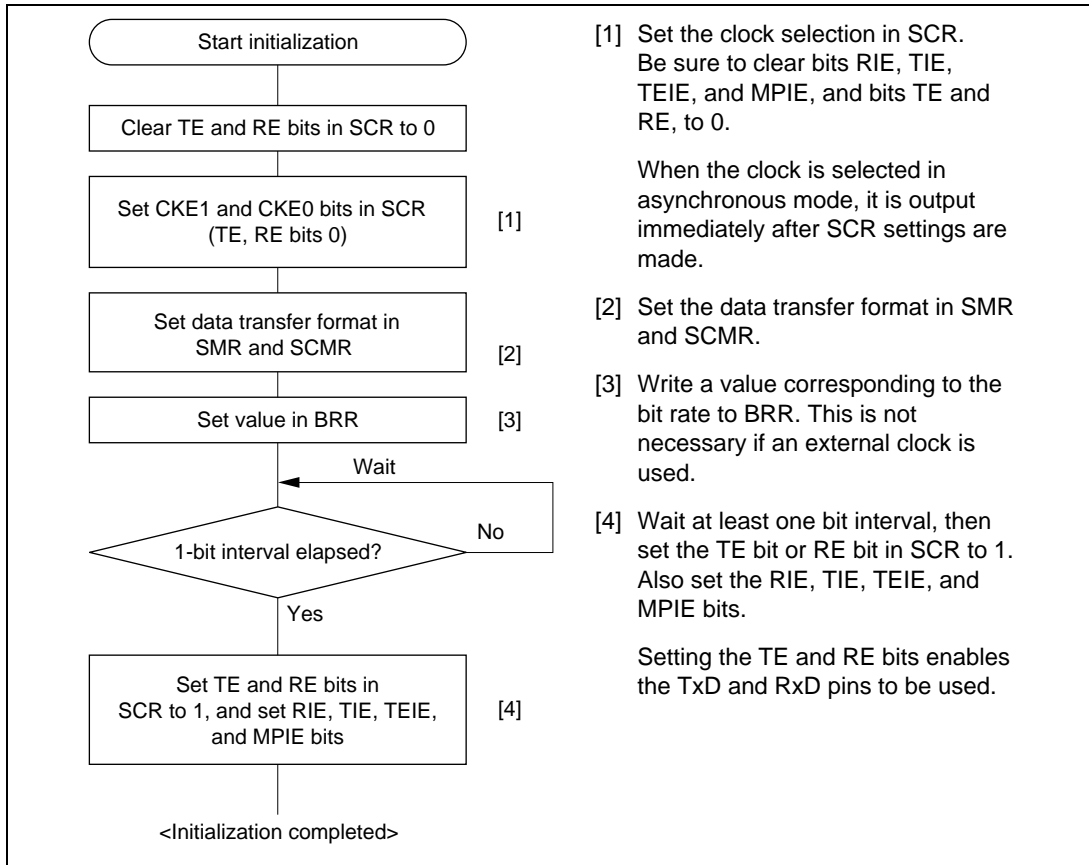 Start initialization
Clear TE and RE bits in SCR to 0
Set CKE1 and CKE0 bits in SCR
(TE, RE bits 0)
[1]
Set data transfer format in
SMR and SCMR
[2]
Set value in BRR
[3]
Wait
1-bit interval elapsed?
No
Yes
Set TE and RE bits in
SCR to 1, and set RIE, TIE, TEIE,
and MPIE bits
[4]
<Initialization completed>
[1] Set the clock selection in SCR.
Be sure to clear bits RIE, TIE,
TEIE, and MPIE, and bits TE and
RE, to 0.
When the clock is selected in
asynchronous mode, it is output
immediately after SCR settings are
made.
[2] Set the data transfer format in SMR
and SCMR.
[3] Write a value corresponding to the
bit rate to BRR. This is not
necessary if an external clock is
used.
[4] Wait at least one bit interval, then
set the TE bit or RE bit in SCR to 1.
Also set the RIE, TIE, TEIE, and
MPIE bits.
Setting the TE and RE bits enables
the TxD and RxD pins to be used.